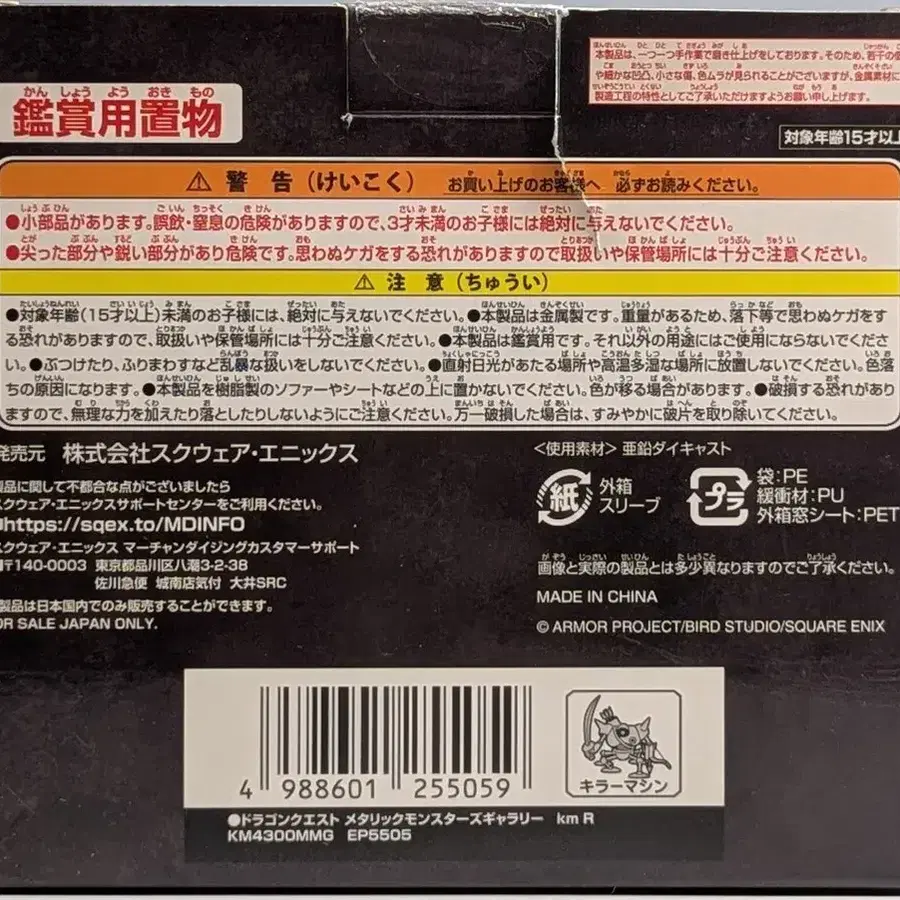 鑑賞用置物
本製品は、一つ一つ手作業で磨き仕上げをしております。そのため、若干の個
や細かな凹凸、小さな傷、色ムラが見られることがございますが、金属素材に
製造工程の特性としてご了承いただけますようお願い申し上げます。
対象年齢15才以上
⚠ 警告(けいこく) お買い上げのお客様へ 必ずお読みください。
●小部品があります。誤飲・窒息の危険がありますので、3才未満のお子様には絶対に与えないでください。
●尖った部分や鋭い部分があり危険です。思わぬケガをする恐れがありますので取扱いや保管場所には十分ご注意ください。
⚠ 注意(ちゅうい)
●対象年齢(15才以上)未満のお子様には、絶対に与えないでください。●本製品は金属製です。重量があるため、落下等で思わぬケガをす
る恐れがありますので、取扱いや保管場所には十分ご注意ください。●本製品は鑑賞用です。それ以外の用途にはご使用にならないでくださ
い。●ぶつけたり、ふりまわすなど乱暴な扱いをしないでください。●直射日光があたる場所や高温多湿な場所に放置しないでください。色落
ちの原因になります。●本製品を樹脂製のソファーやシートなどの上に置かないでください。色が移る場合があります。●破損する恐れがありま
すので、無理な力を加えたり落としたりしないようにご注意ください。万一破損した場合は、すみやかに破片を取り除いてください。
発売元 株式会社スクウェア・エニックス
製品に関して不都合な点がございましたら
スクウェア・エニックスサポートセンターをご利用ください。
https://sqex.to/MDINFO
スクウェア・エニックス マーチャンダイジングカスタマーサポート
〒140-0003 東京都品川区八潮3-2-38
佐川急便 城南店気付 大井SRC
製品は日本国内でのみ販売することができます。
OR SALE JAPAN ONLY.
<使用素材> 亜鉛ダイキャスト
紙 外箱
スリーブ
プラ 袋:PE
緩衝材:PU
外箱窓シート:PET
画像と実際の製品とは多少異なりますのでご了承ください。
MADE IN CHINA
© ARMOR PROJECT/BIRD STUDIO/SQUARE ENIX
4 988601 255059
キラーマシン
●ドラゴンクエスト メタリックモンスターズギャラリー km R
KM4300MMG EP5505